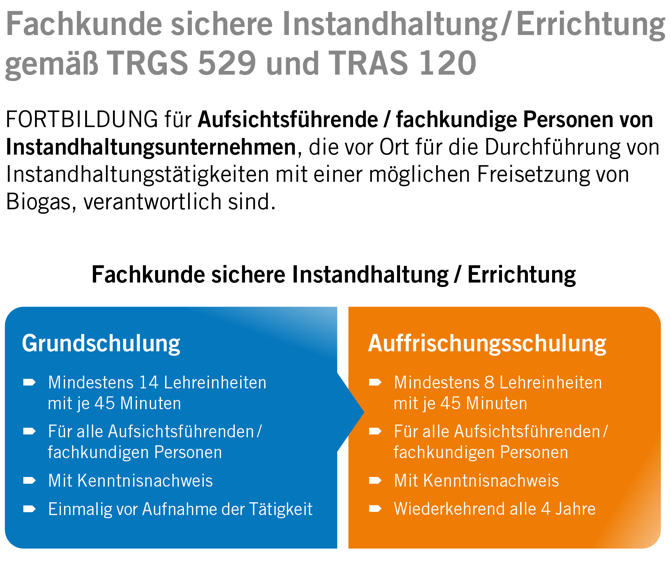 Fachkunde sichere Instandhaltung/Errichtung
gemäß TRGS 529 und TRAS 120
FORTBILDUNG für Aufsichtsführende / fachkundige Personen von
Instandhaltungsunternehmen, die vor Ort für die Durchführung von
Instandhaltungstätigkeiten mit einer möglichen Freisetzung von
Biogas, verantwortlich sind.
Fachkunde sichere Instandhaltung / Errichtung
Grundschulung
Mindestens 14 Lehreinheiten
mit je 45 Minuten
Für alle Aufsichtsführenden/
fachkundigen Personen
Mit Kenntnisnachweis
Einmalig vor Aufnahme der Tätigkeit
Auffrischungsschulung
Mindestens 8 Lehreinheiten
mit je 45 Minuten
Für alle Aufsichtsführenden/
fachkundigen Personen
Mit Kenntnisnachweis
Wiederkehrend alle 4 Jahre